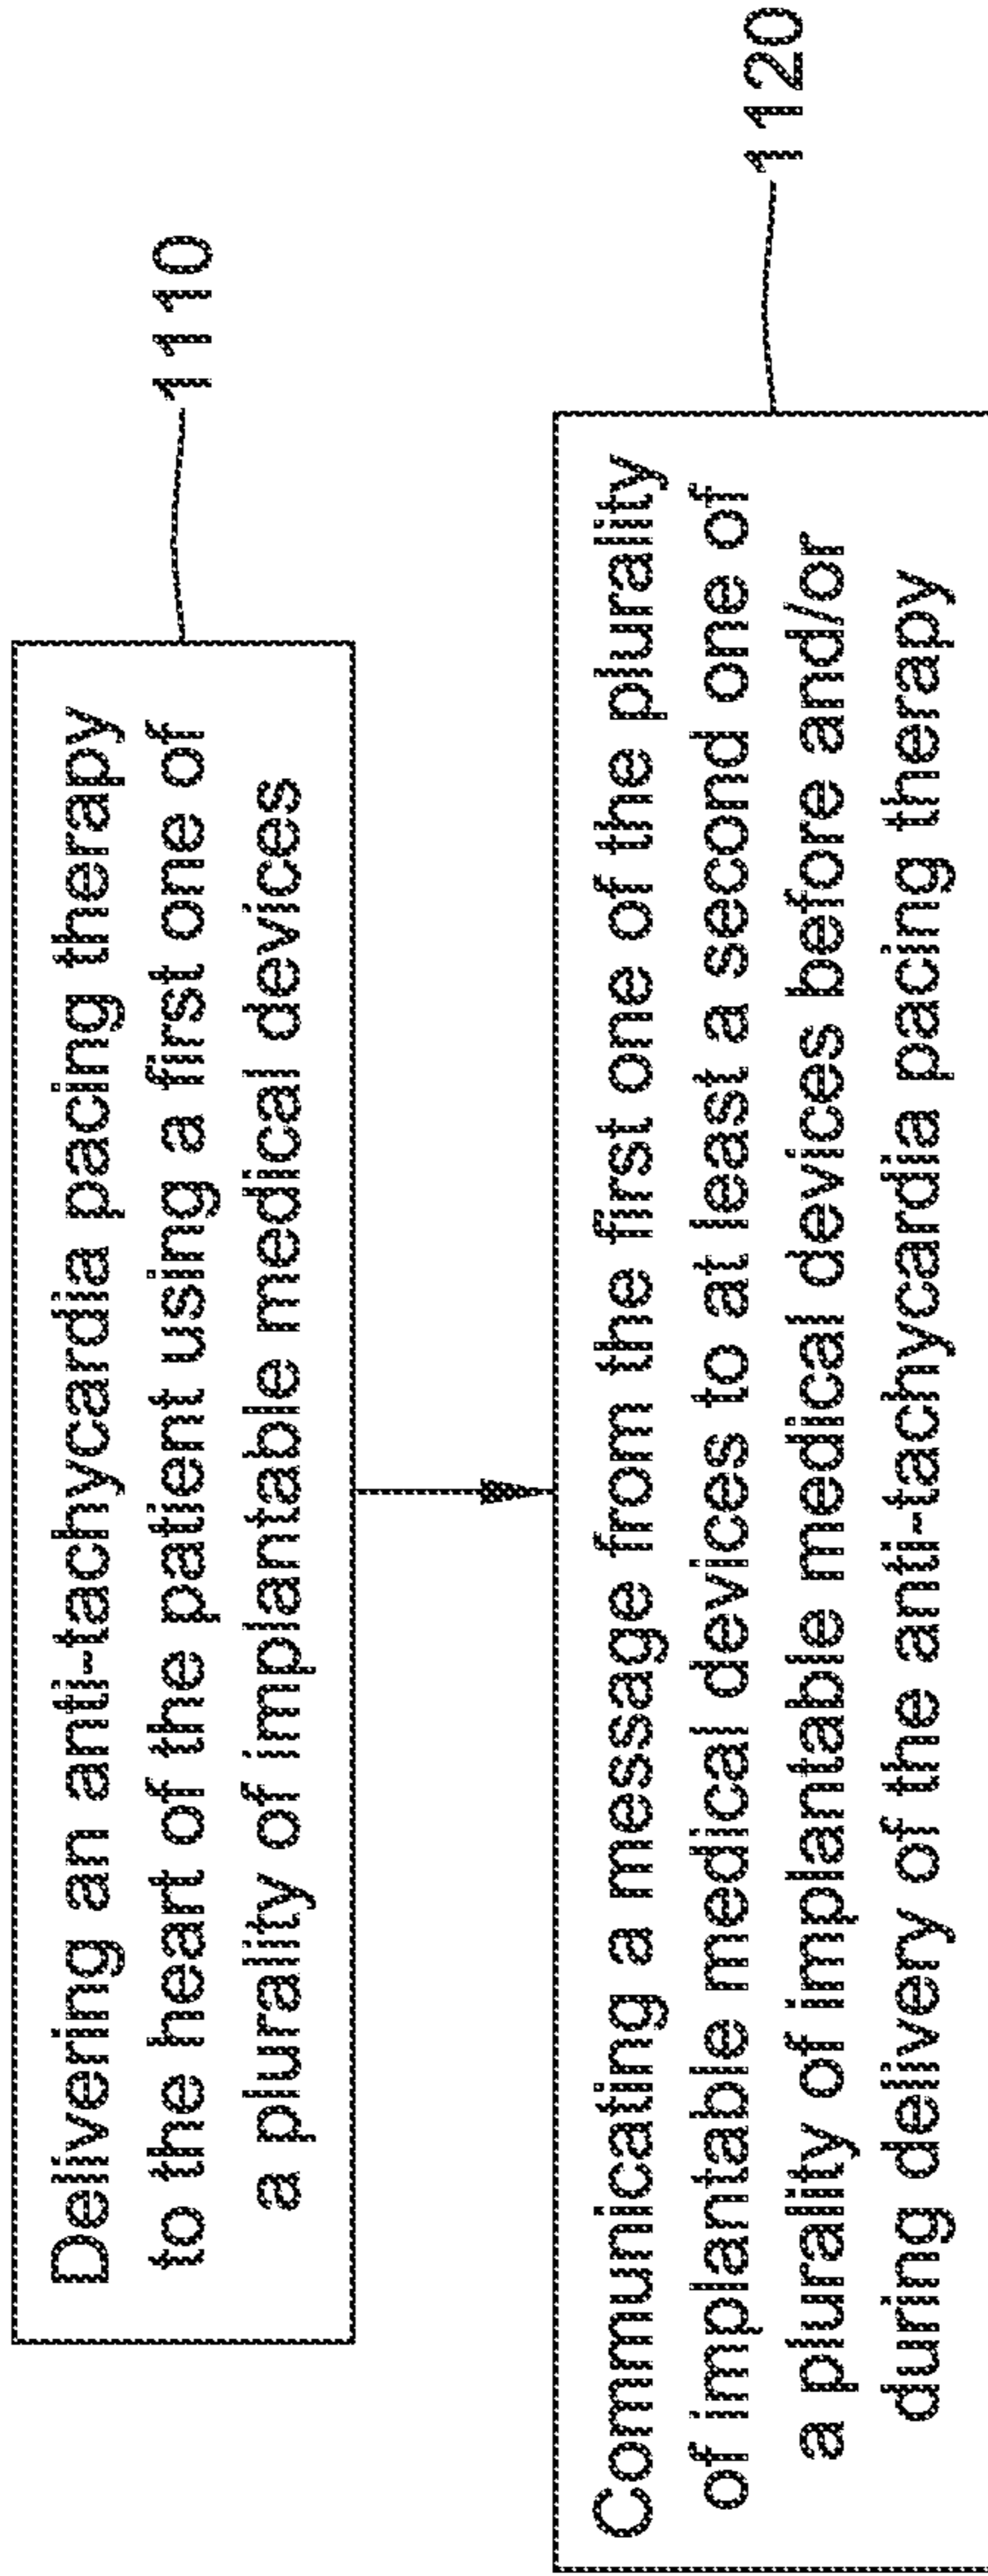 Delivering an anti-tachycardia pacing therapy
to the heart of the patient using a first one of
a plurality of implantable medical devices
1110
Communicating a message from the first one of the plurality
of implantable medical devices to at least a second one of
a plurality of implantable medical devices before and/or
during delivery of the anti-tachycardia pacing therapy
1120